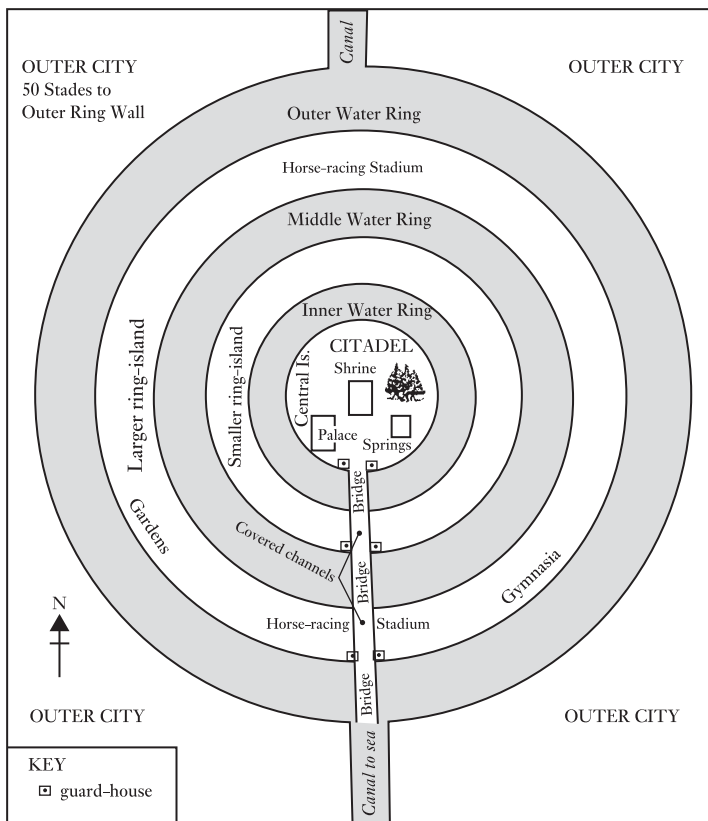 Canal
OUTER CITY
50 Stades to
Outer Ring Wall
OUTER CITY
Outer Water Ring
Horse-racing Stadium
Middle Water Ring
Inner Water Ring
CITADEL
Shrine
Central Is.
Palace
Springs
Larger ring-island
Smaller ring-island
Bridge
Gardens
Covered channels
Bridge
Gymnasia
N
Horse-racing Stadium
Bridge
OUTER CITY
OUTER CITY
Canal to sea
KEY
guard-house